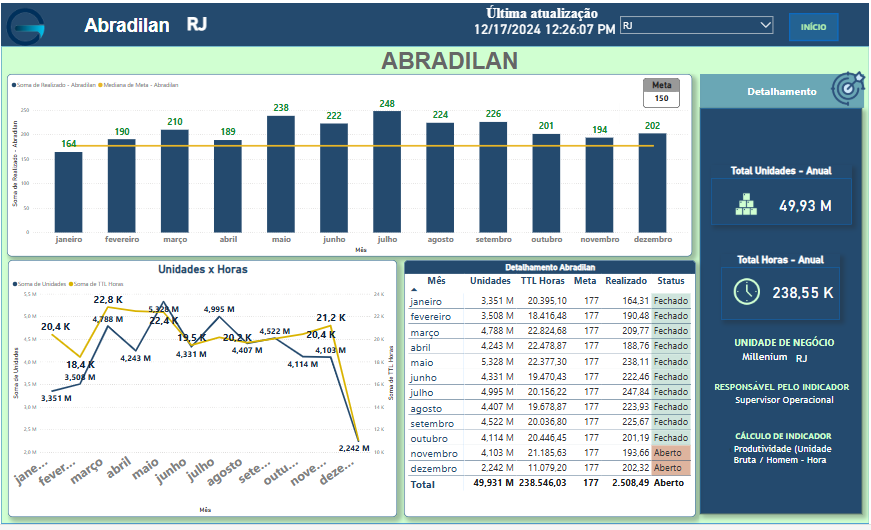 Abradilan RJ
Última atualização
12/17/2024 12:26:07 PM
RJ
INÍCIO
ABRADILAN
Soma de Realizado - Abradilan Mediana de Meta - Abradilan
Meta
150
Soma de Realizado - Abradilan
250
200
150
100
50
0
164 190 210 189 238 222 248 224 226 201 194 202
janeiro fevereiro março abril maio junho julho agosto setembro outubro novembro dezembro
Mês
Unidades x Horas
Soma de Unidades Soma de TTL Horas
Soma de Unidades
5,5 M
5,0 M
4,5 M
4,0 M
3,5 M
3,0 M
2,5 M
2,0 M
24 K
22 K
20 K
18 K
16 K
14 K
12 K
10 K
Soma de TTL Horas
20,4 K
18,4 K
22,8 K
22,4 K
19,5 K
20,2 K
20,4 K
21,2 K
3,351 M
3,508 M
4,788 M
4,243 M
5,328 M
4,331 M
4,995 M
4,407 M
4,522 M
4,114 M
4,103 M
2,242 M
jane... fever... março abril maio junho julho agosto sete... outu... nove... deze...
Mês
Detalhamento Abradilan
Mês Unidades TTL Horas Meta Realizado Status
janeiro 3,351 M 20.395,10 177 164,31 Fechado
fevereiro 3,508 M 18.416,48 177 190,48 Fechado
março 4,788 M 22.824,68 177 209,77 Fechado
abril 4,243 M 22.478,87 177 188,76 Fechado
maio 5,328 M 22.377,30 177 238,11 Fechado
junho 4,331 M 19.470,43 177 222,46 Fechado
julho 4,995 M 20.156,22 177 247,84 Fechado
agosto 4,407 M 19.678,87 177 223,93 Fechado
setembro 4,522 M 20.036,80 177 225,67 Fechado
outubro 4,114 M 20.446,45 177 201,19 Fechado
novembro 4,103 M 21.185,63 177 193,66 Aberto
dezembro 2,242 M 11.079,20 177 202,32 Aberto
Total 49,931 M 238.546,03 177 2.508,49 Aberto
Detalhamento
Total Unidades - Anual
49,93 M
Total Horas - Anual
238,55 K
UNIDADE DE NEGÓCIO
Millenium RJ
RESPONSÁVEL PELO INDICADOR
Supervisor Operacional
CÁLCULO DE INDICADOR
Produtividade (Unidade
Bruta / Homem - Hora